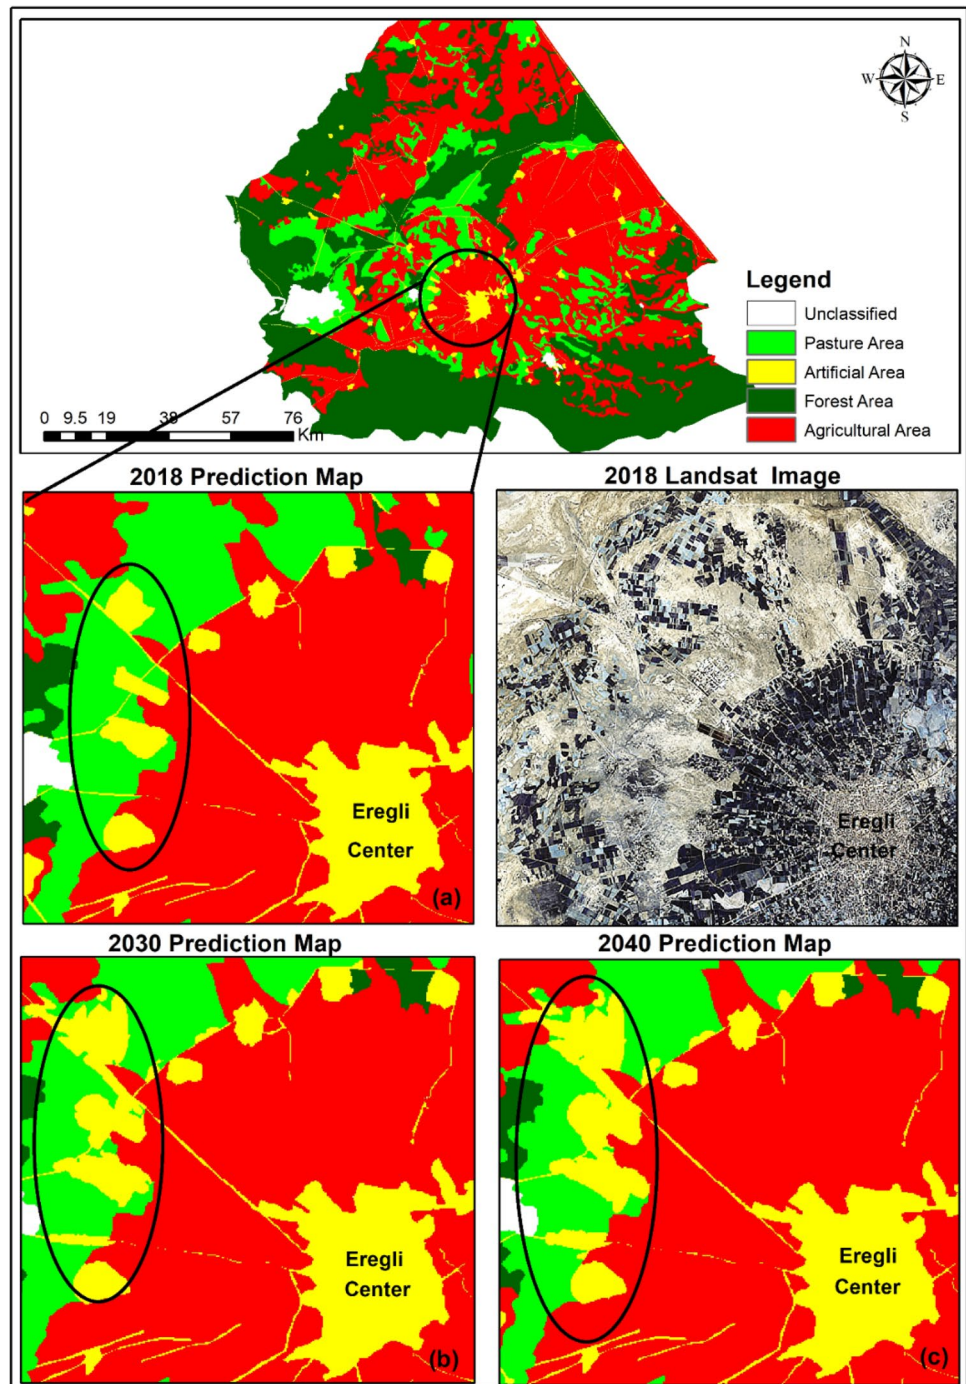 N
W E
S
Legend
Unclassified
Pasture Area
Artificial Area
Forest Area
Agricultural Area
0 9.5 19 38 57 76
Km
2018 Prediction Map
2018 Landsat Image
Eregli
Center
(a)
Eregli
Center
2030 Prediction Map
2040 Prediction Map
Eregli
Center
(b)
Eregli
Center
(c)